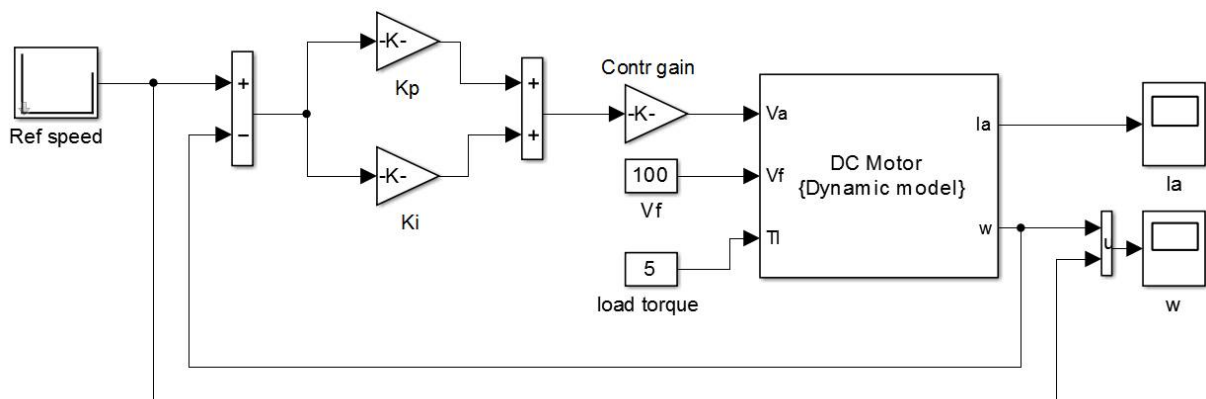 Ref speed
+
−
-K-
Kp
-K-
Ki
+
+
Contr gain
-K-
100
Vf
5
load torque
Va
Vf
Tl
DC Motor
{Dynamic model}
Ia
w
Ia
w